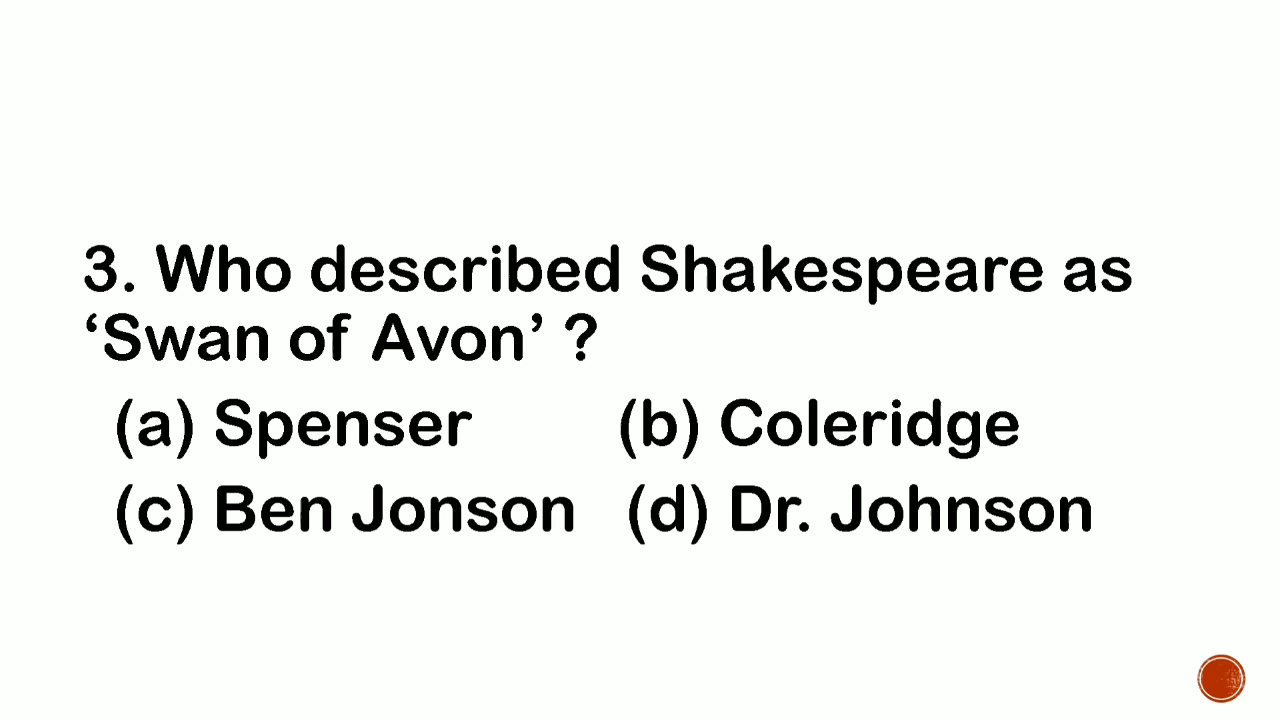 3. Who described Shakespeare as
‘Swan of Avon’ ?
(a) Spenser (b) Coleridge
(c) Ben Jonson (d) Dr. Johnson